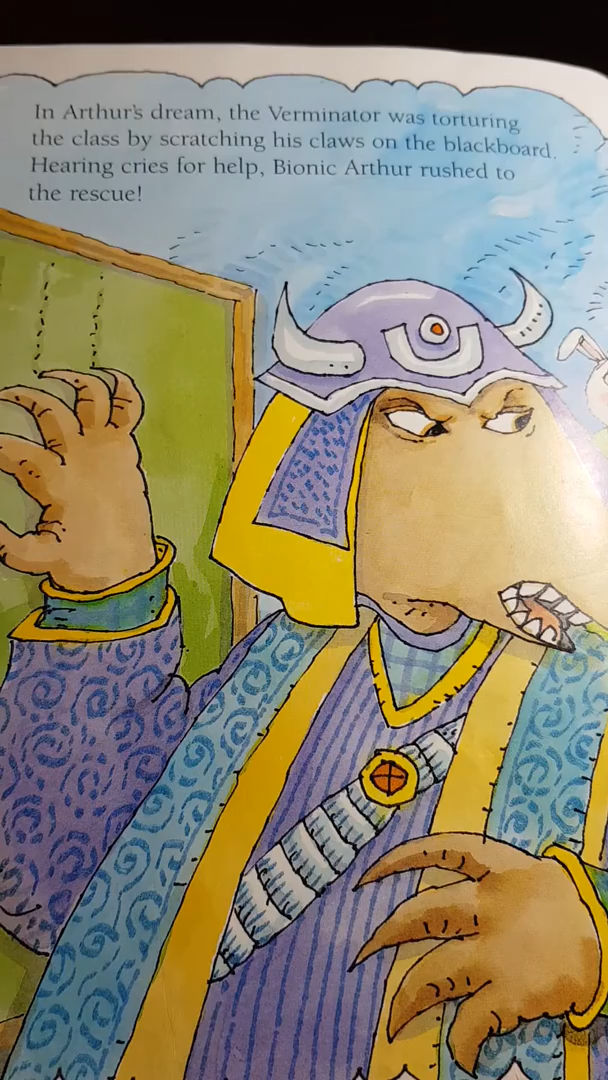 In Arthur's dream, the Verminator was torturing
the class by scratching his claws on the blackboard.
Hearing cries for help, Bionic Arthur rushed to
the rescue!